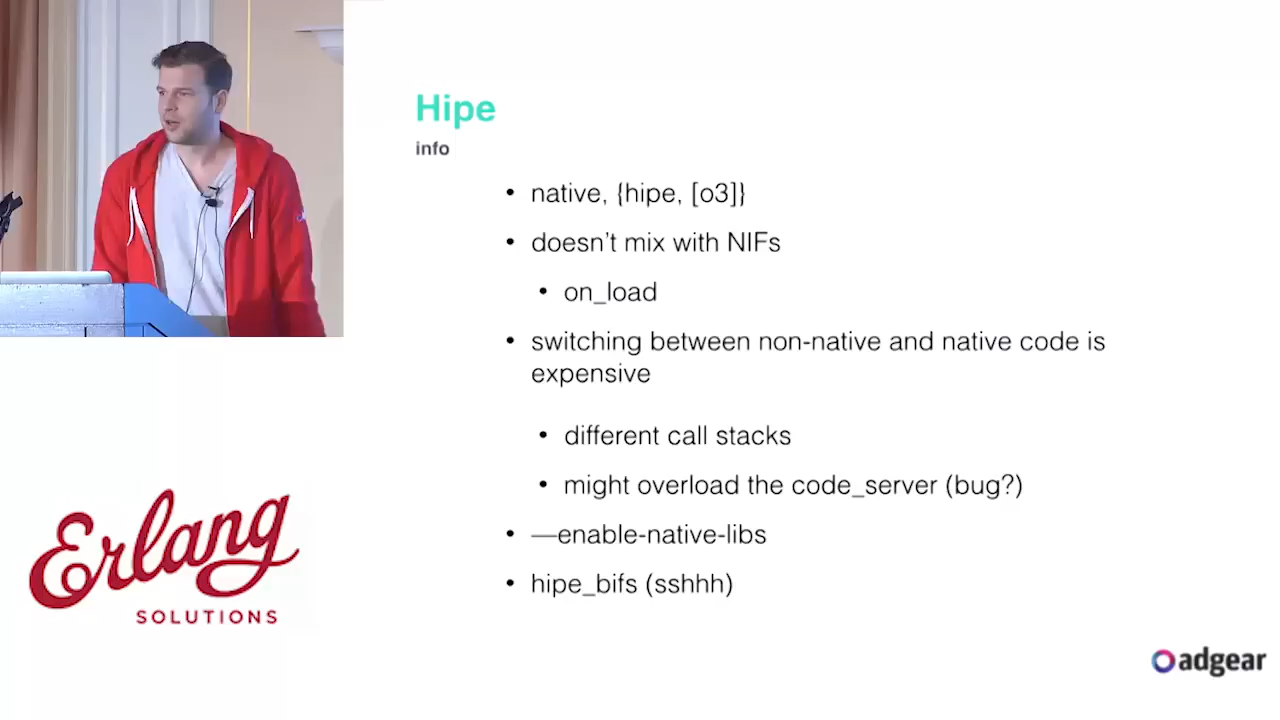 Hipe
info
• native, {hipe, [o3]}
• doesn’t mix with NIFs
• on_load
• switching between non-native and native code is
expensive
• different call stacks
• might overload the code_server (bug?)
• —enable-native-libs
• hipe_bifs (sshhh)
Erlang
SOLUTIONS
adgear